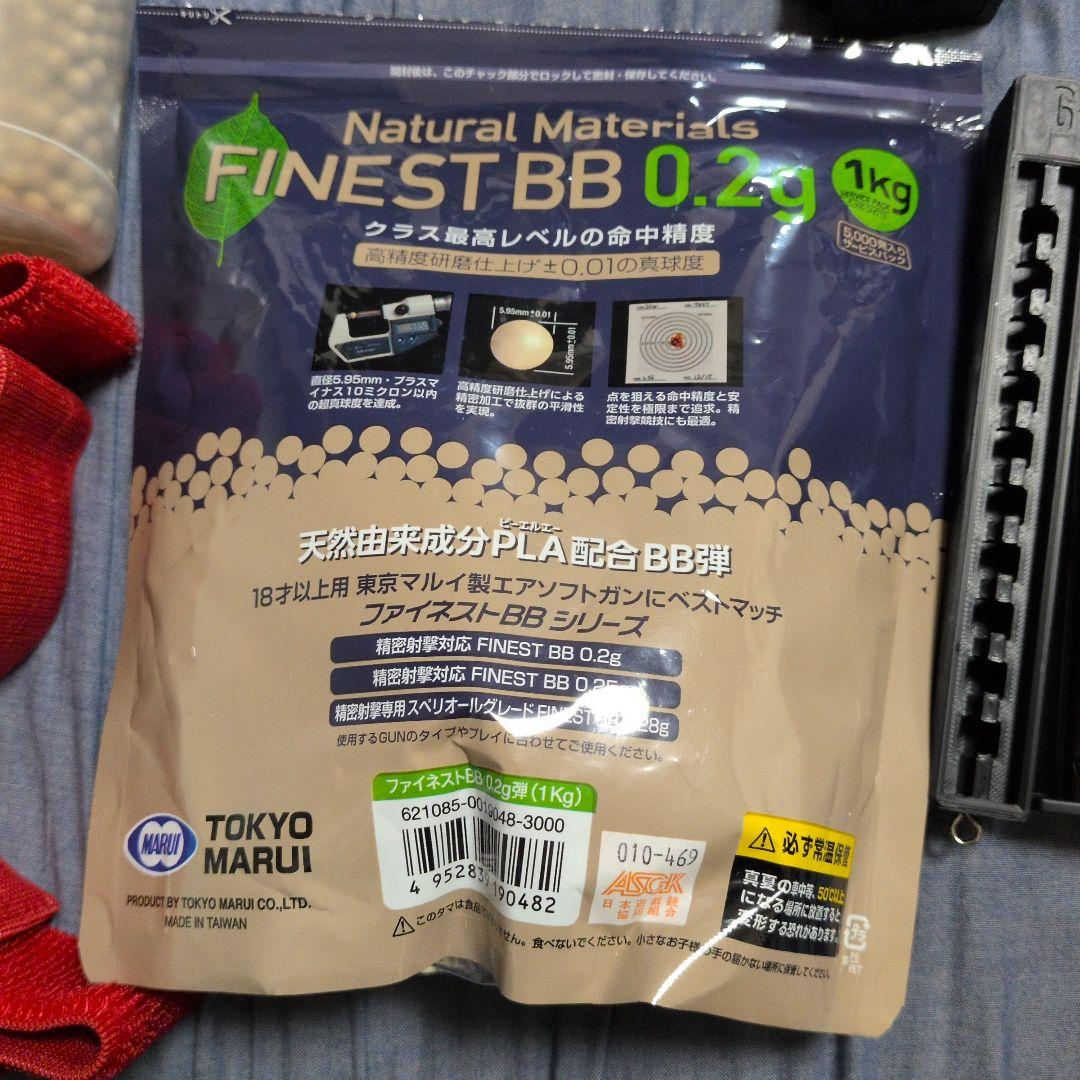 キリトリ
開封後は、このチャック部分でロックして密封・保存してください。
Natural Materials
FINEST BB 0.2g
1kg
SERVICE PACK
5000 SHOTS
5,000発入り
サービスパック
クラス最高レベルの命中精度
高精度研磨仕上げ±0.01の真球度
5.95mm±0.01
5.95mm±0.01
直径5.95mm・プラスマ
イナス10ミクロン以内
の超真球度を達成。
高精度研磨仕上げによる
精密加工で抜群の平滑性
を実現。
点を狙える命中精度と安
定性を極限まで追求。精
密射撃競技にも最適。
ピーエルエー
天然由来成分PLA配合BB弾
18才以上用 東京マルイ製エアソフトガンにベストマッチ
ファイネストBB シリーズ
精密射撃対応 FINEST BB 0.2g
精密射撃対応 FINEST BB
精密射撃専用 スペリオールグレード FINEST
使用するGUNのタイプやプレイに合わせてご使用ください。
ファイネストBB 0.2g弾(1Kg)
621085-0019048-3000
4 952839 190482
MARUI
TOKYO
MARUI
PRODUCT BY TOKYO MARUI CO.,LTD.
MADE IN TAIWAN
010-469
ASGK
日本遊戯銃
協同組合
必ず常温保管
真夏の車中等、50℃以上
になる場所に放置すると
変形する恐れがあります。
このタマは食品で
せん。食べないでください。小さなお子様の手の届かない場所に保管してください。
PE
PET
G